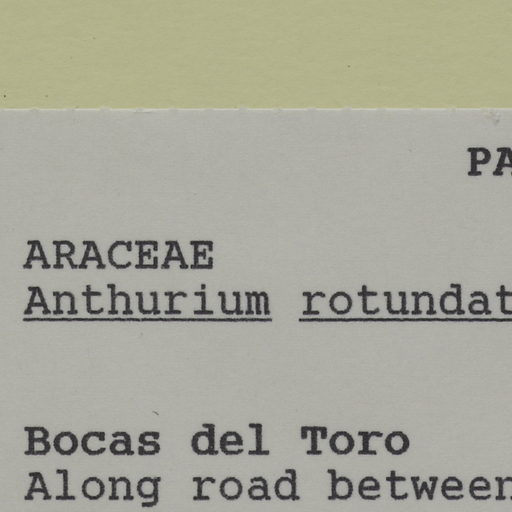 PA
ARACEAE
Anthurium rotundat
Bocas del Toro
Along road between